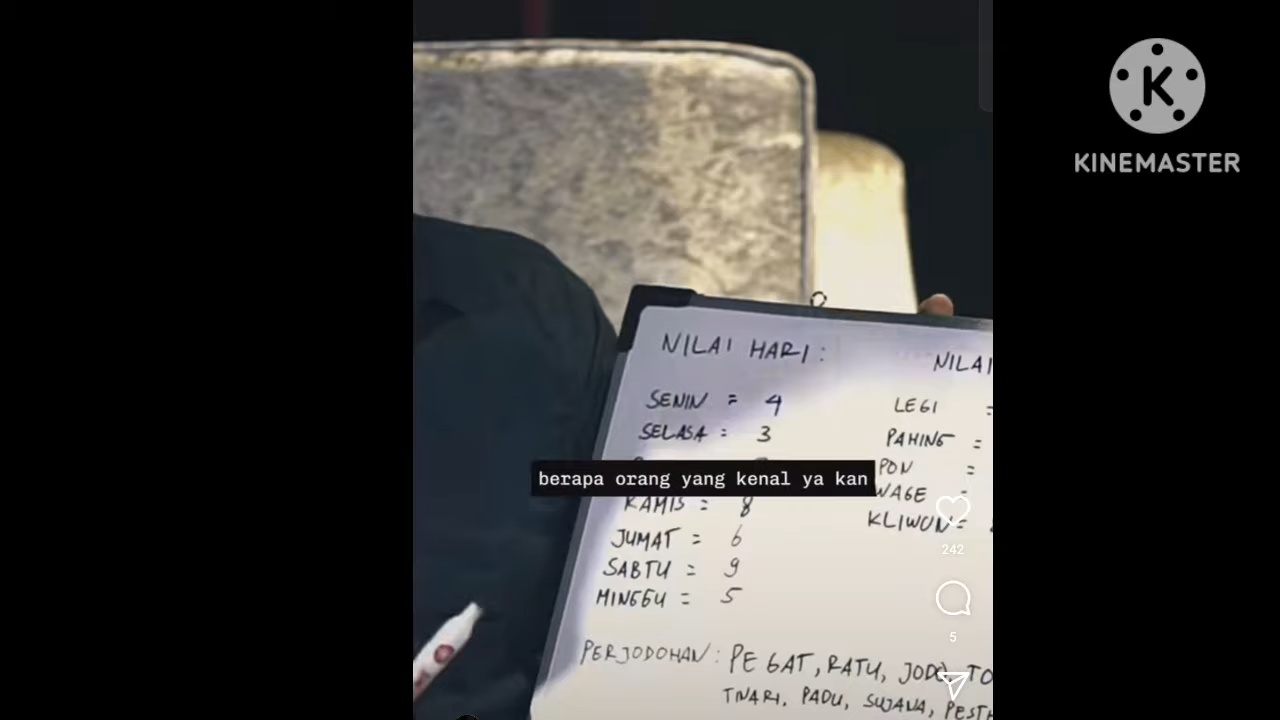 KINEMASTER
NILAI HARI :
SENIN = 4
SELASA = 3
berapa orang yang kenal ya kan
KAMIS = 8
JUMAT = 6
SABTU = 9
MINGGU = 5
NILAI
LEGI =
PAHING =
PON =
WAGE =
KLIWON =
242
5
PERJODOHAN : PEGAT, RATU, JODO, TO
TINARI, PADU, SUJANA, PESTH